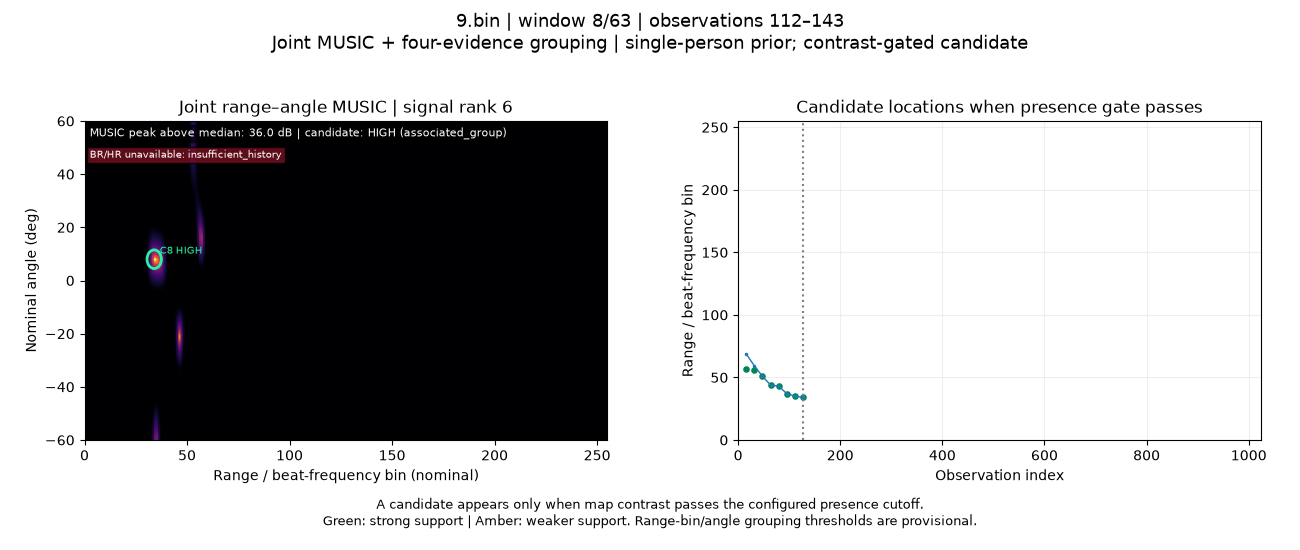 9.bin | window 8/63 | observations 112–143
Joint MUSIC + four-evidence grouping | single-person prior; contrast-gated candidate
Joint range–angle MUSIC | signal rank 6
MUSIC peak above median: 36.0 dB | candidate: HIGH (associated_group)
BR/HR unavailable: insufficient_history
C8 HIGH
60
40
20
0
−20
−40
−60
Nominal angle (deg)
0
50
100
150
200
250
Range / beat-frequency bin (nominal)
Candidate locations when presence gate passes
250
200
150
100
50
0
Range / beat-frequency bin
0
200
400
600
800
1000
Observation index
A candidate appears only when map contrast passes the configured presence cutoff.
Green: strong support | Amber: weaker support. Range-bin/angle grouping thresholds are provisional.